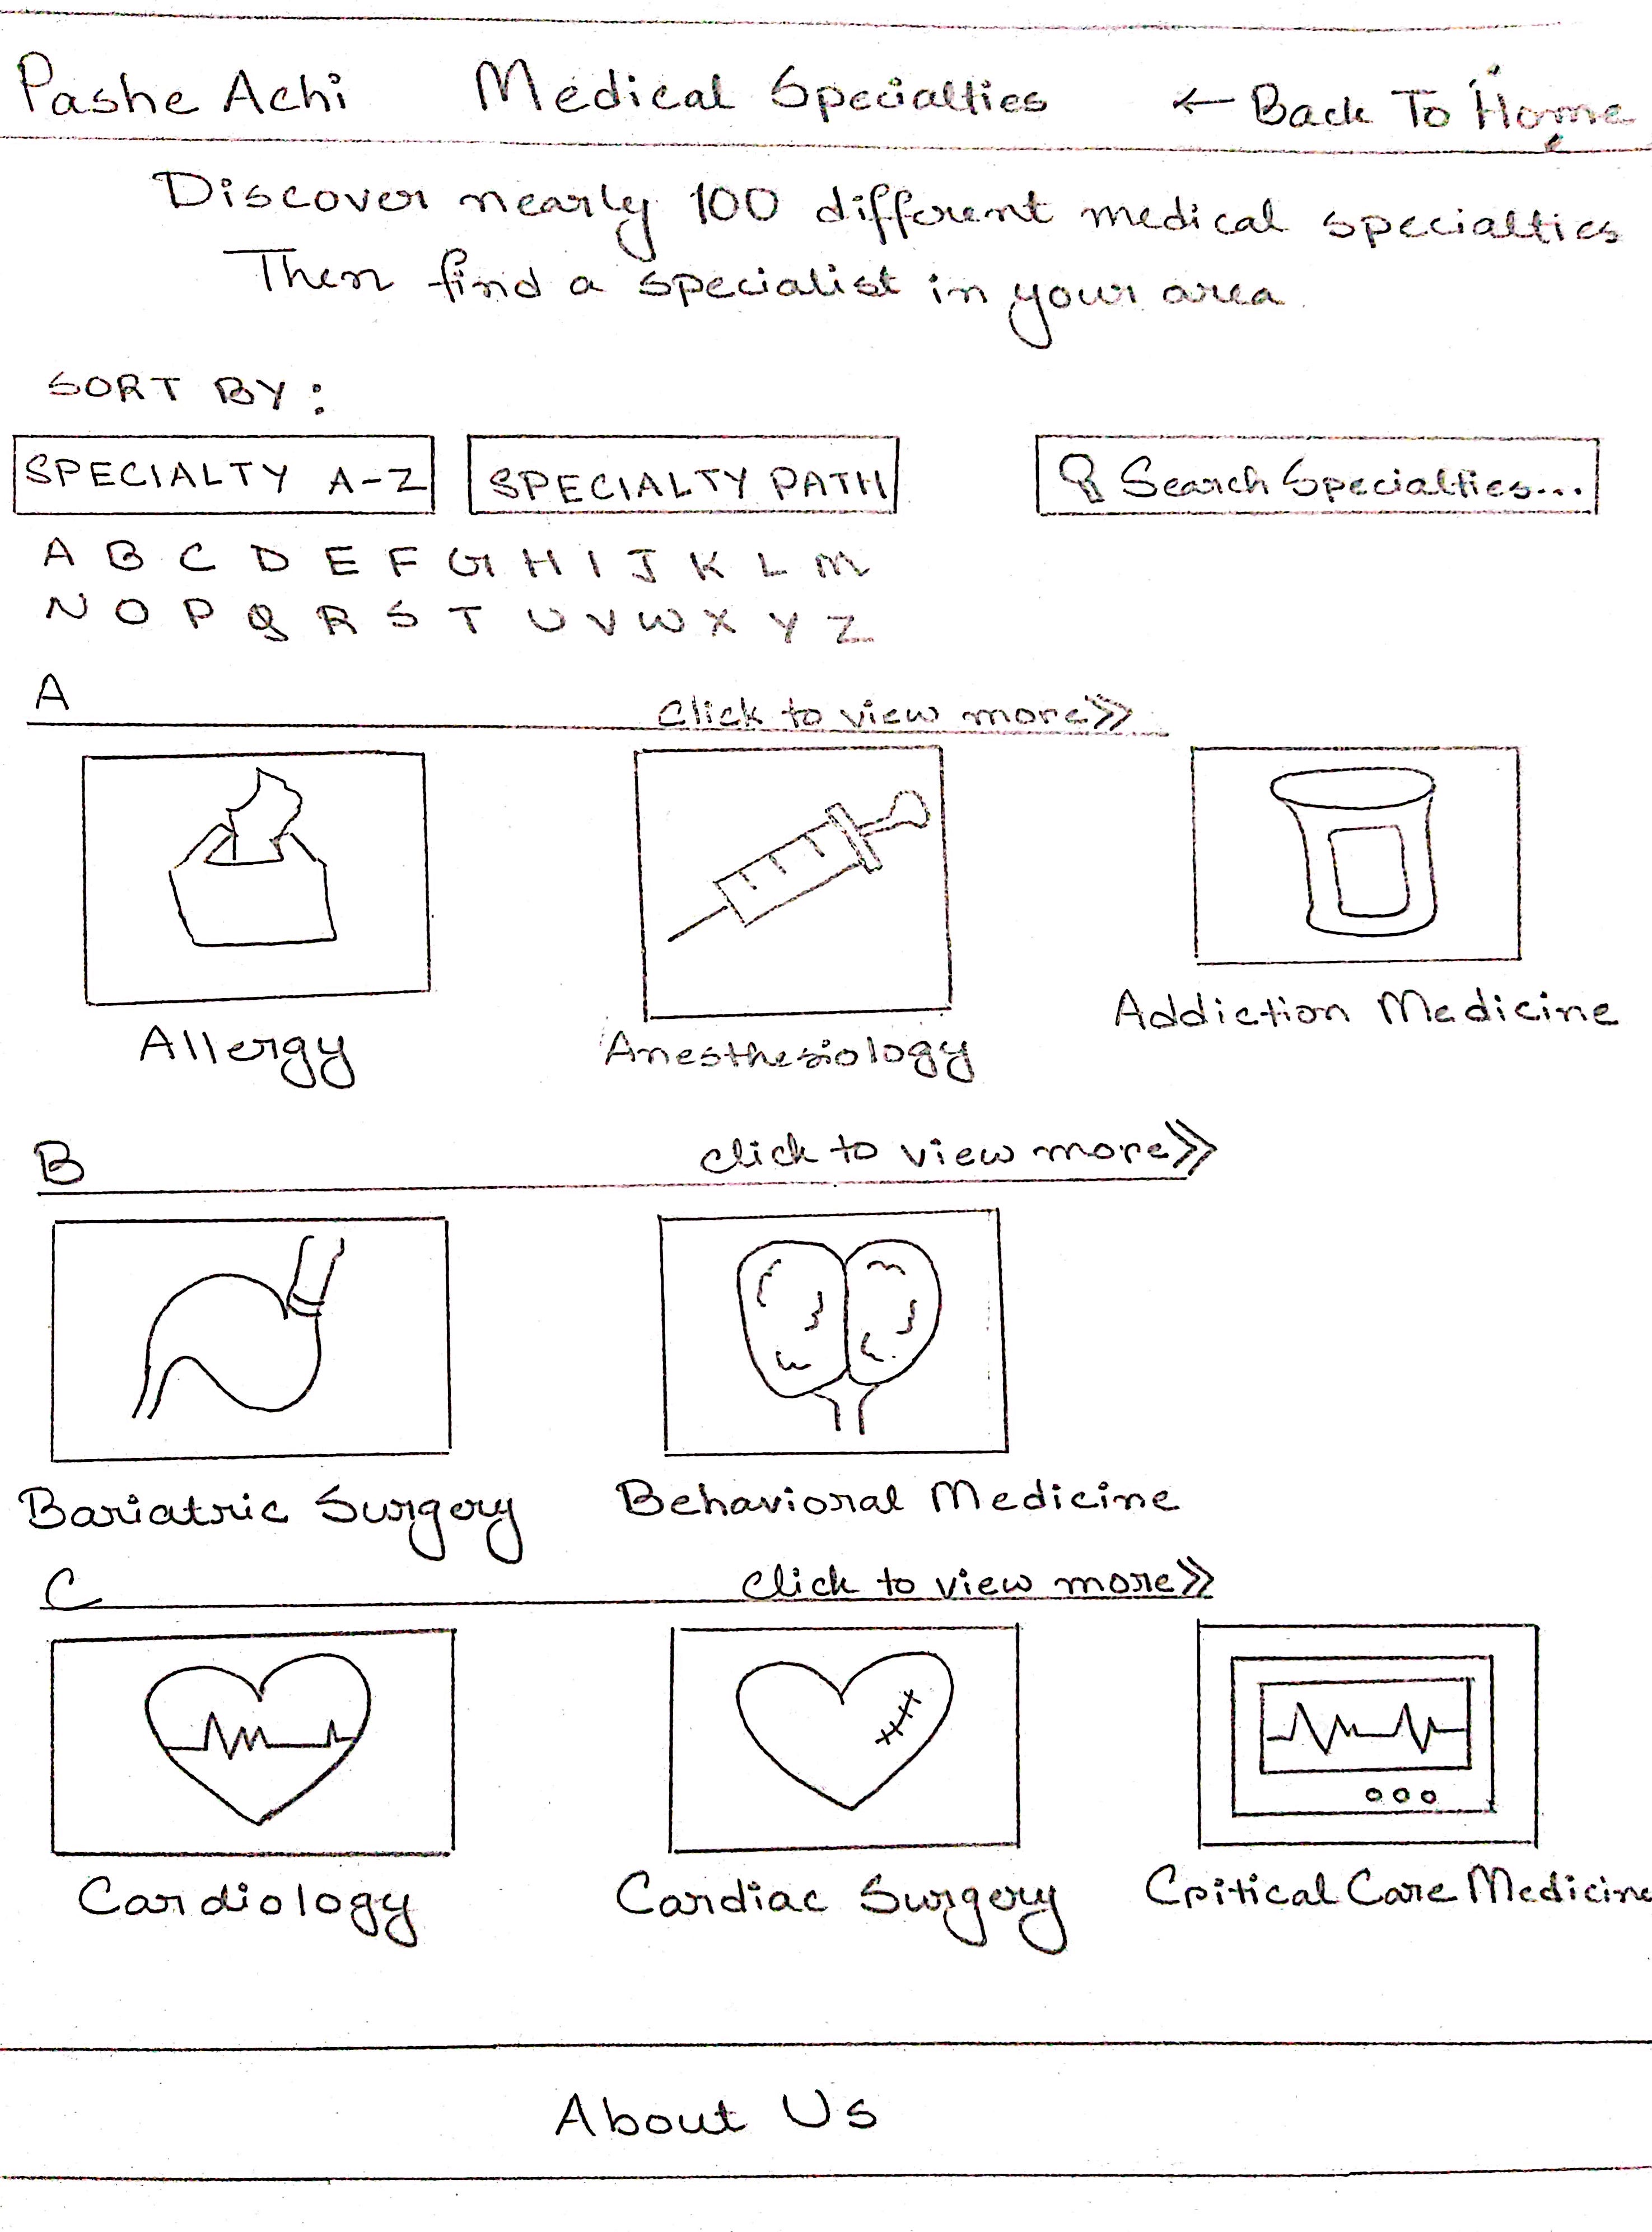 Pashe Achi Medical Specialties ← Back To Home
Discover nearly 100 different medical specialties
Then find a specialist in your area
SORT BY:
SPECIALTY A-Z SPECIALTY PATH Search Specialties...
A B C D E F G H I J K L M
N O P Q R S T U V W X Y Z
A Click to view more>>
Allergy Anesthesiology Addiction Medicine
B click to view more>>
Bariatric Surgery Behavioral Medicine
C Click to view more>>
Cardiology Cardiac Surgery Critical Care Medicine
About Us